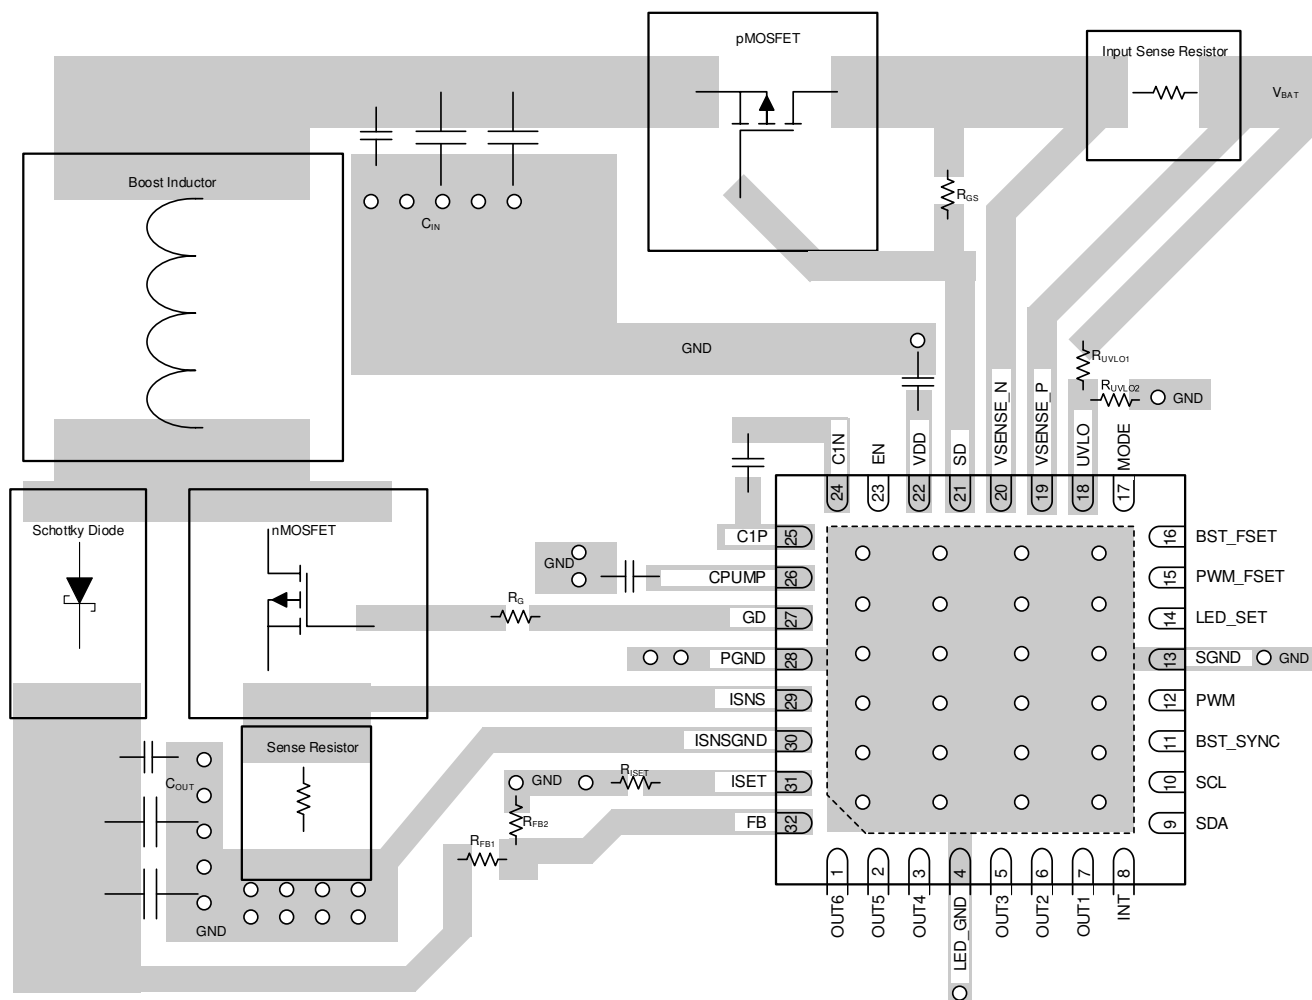 pMOSFET
Input Sense Resistor
VBAT
Boost Inductor
RGS
CIN
GND
RUVLO1
RUVLO2
GND
C1N
EN
VDD
SD
VSENSE_N
VSENSE_P
UVLO
MODE
24
23
22
21
20
19
18
17
Schottky Diode
nMOSFET
C1P
25
16
BST_FSET
GND
CPUMP
26
15
PWM_FSET
RG
GD
27
14
LED_SET
PGND
28
13
SGND
GND
ISNS
29
12
PWM
ISNSGND
30
11
BST_SYNC
Sense Resistor
COUT
GND
RISET
ISET
31
10
SCL
RFB2
FB
32
9
SDA
RFB1
1
2
3
4
5
6
7
8
OUT6
OUT5
OUT4
LED_GND
OUT3
OUT2
OUT1
INT
GND